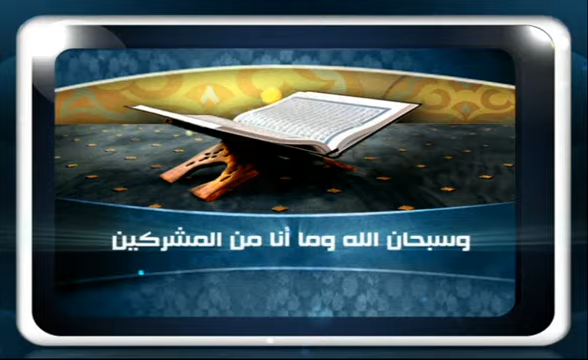 وسبحان الله وما أنا من المشركين